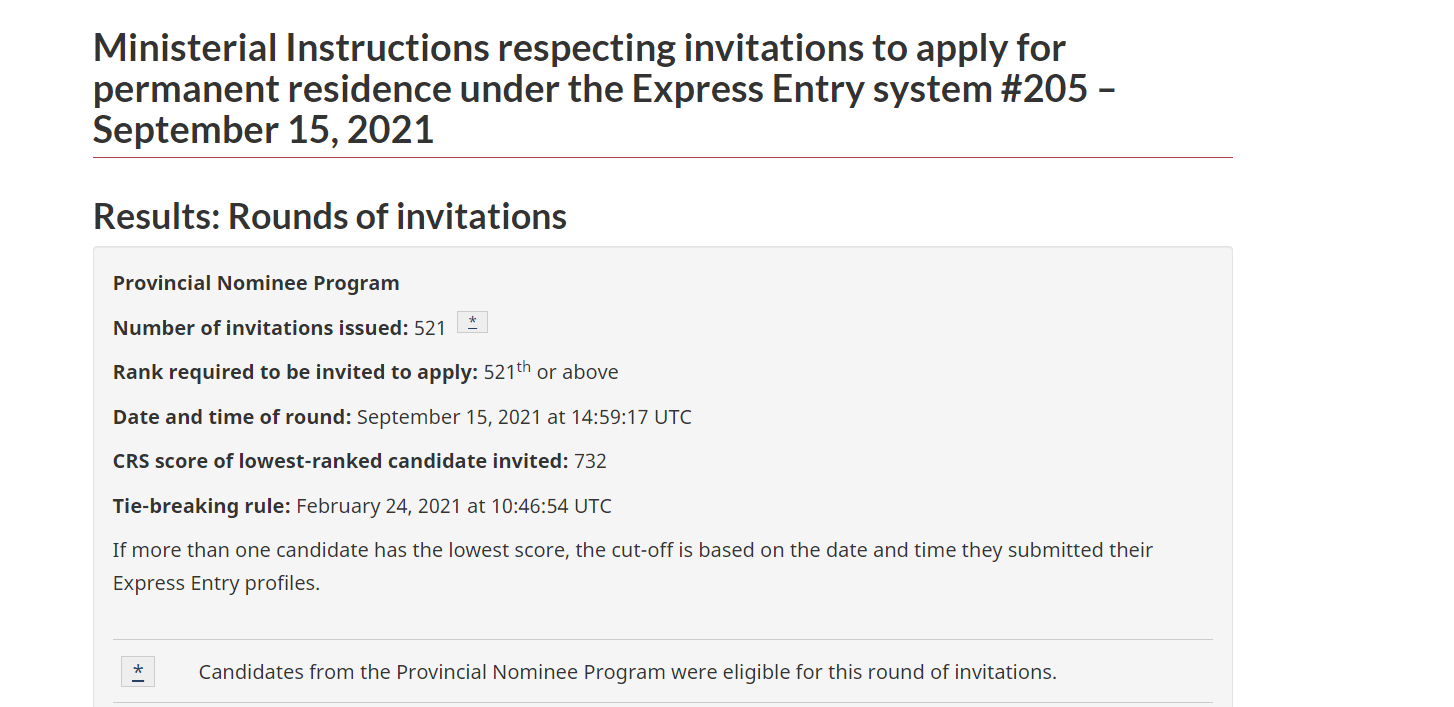 Ministerial Instructions respecting invitations to apply for
permanent residence under the Express Entry system #205 –
September 15, 2021
Results: Rounds of invitations
Provincial Nominee Program
Number of invitations issued: 521 *
Rank required to be invited to apply: 521th or above
Date and time of round: September 15, 2021 at 14:59:17 UTC
CRS score of lowest-ranked candidate invited: 732
Tie-breaking rule: February 24, 2021 at 10:46:54 UTC
If more than one candidate has the lowest score, the cut-off is based on the date and time they submitted their
Express Entry profiles.
* Candidates from the Provincial Nominee Program were eligible for this round of invitations.